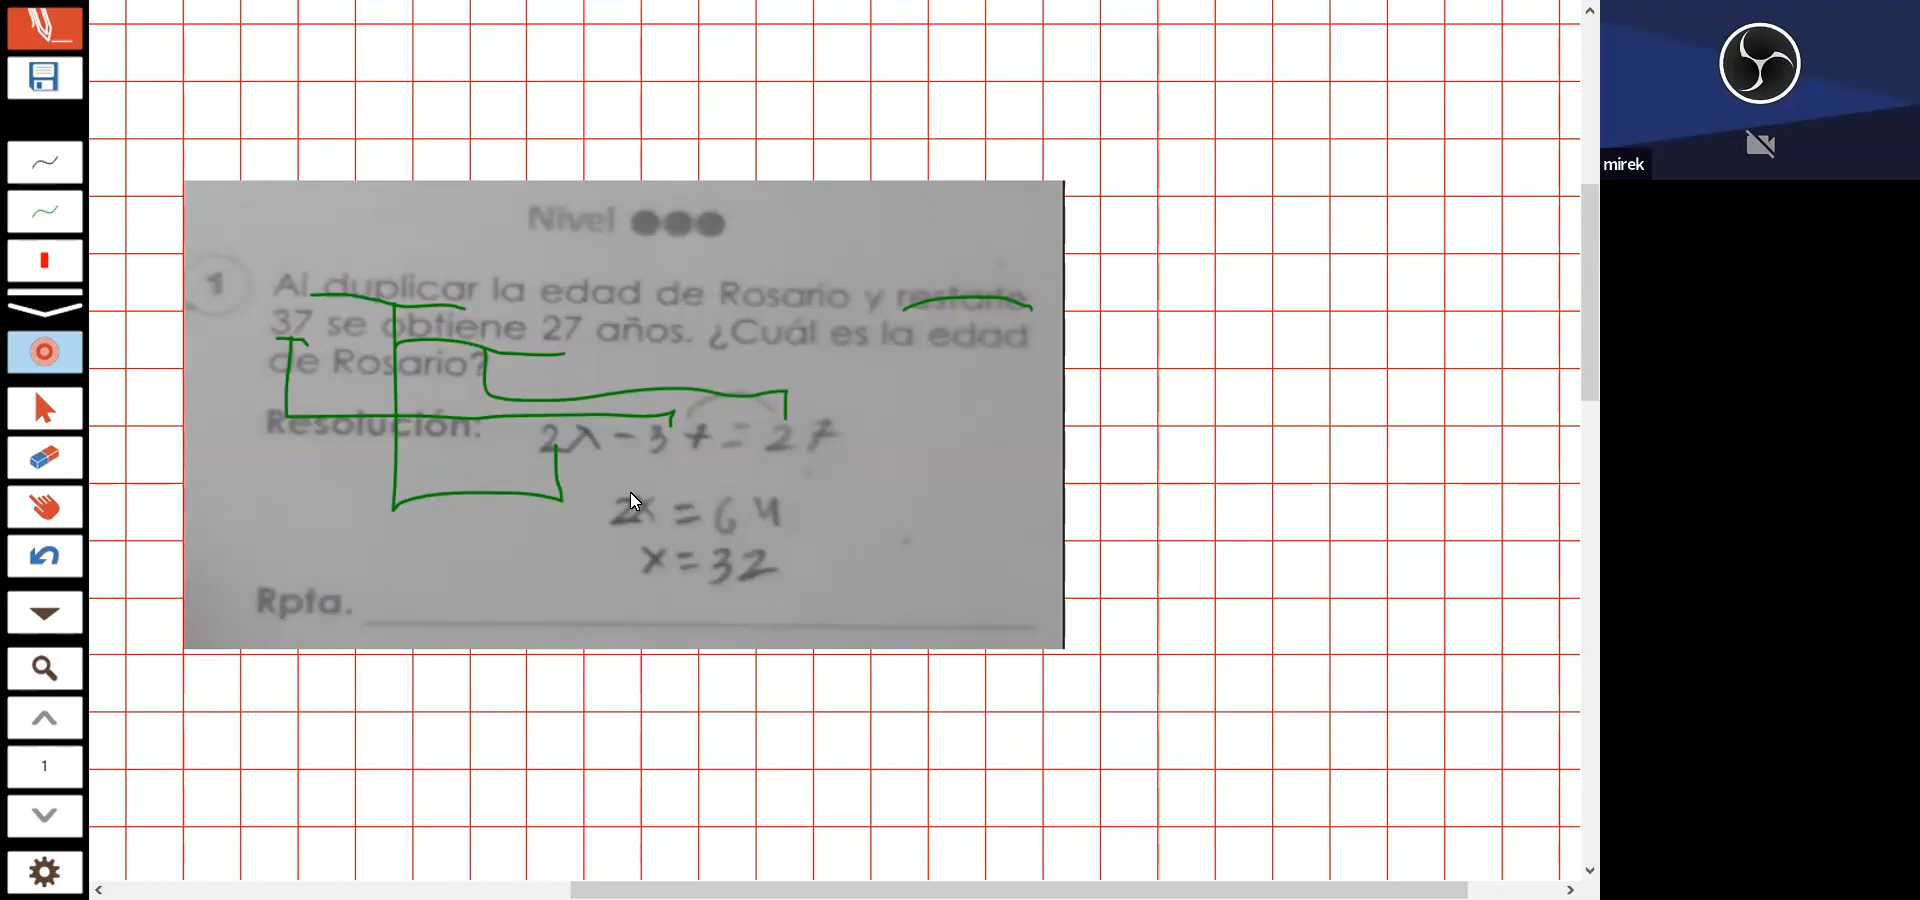 Nivel
1 Al duplicar la edad de Rosario y restarle
37 se obtiene 27 años. ¿Cuál es la edad
de Rosario?
Resolución: 2x - 37 = 27
2x = 64
x = 32
Rpta.
1
mirek